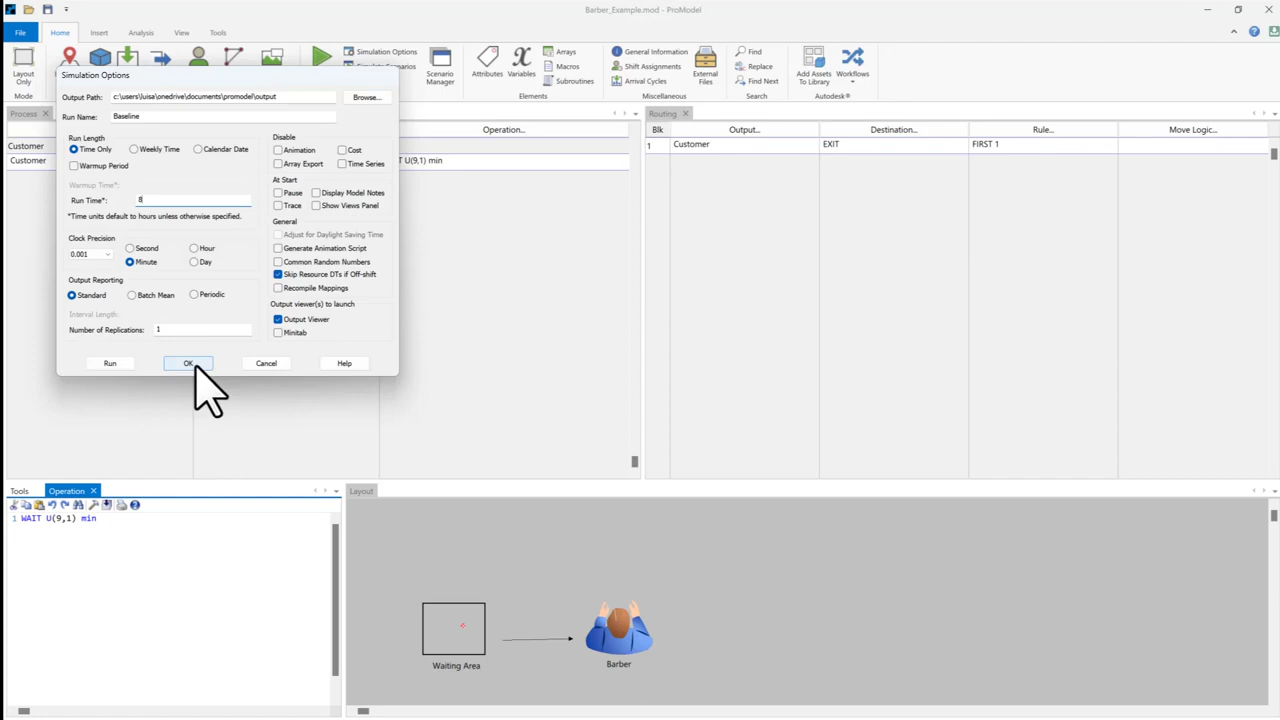 Barber_Example.mod - ProModel
File Home Insert Analysis View Tools
Layout Only
Mode
Simulation Options
Scenario Manager
Attributes
Variables
Arrays
Macros
Subroutines
Elements
General Information
Shift Assignments
Arrival Cycles
External Files
Miscellaneous
Find
Replace
Find Next
Search
Add Assets To Library
Workflows
Autodesk®
Simulation Options
Output Path: c:\users\luisa\onedrive\documents\promodel\output Browse...
Run Name: Baseline
Run Length
Time Only Weekly Time Calendar Date
Warmup Period
Warmup Time*:
Run Time*: 8
*Time units default to hours unless otherwise specified.
Clock Precision
0.001 Second Hour
Minute Day
Output Reporting
Standard Batch Mean Periodic
Interval Length:
Number of Replications: 1
Disable
Animation Cost
Array Export Time Series
At Start
Pause Display Model Notes
Trace Show Views Panel
General
Adjust for Daylight Saving Time
Generate Animation Script
Common Random Numbers
Skip Resource DTs if Off-shift
Recompile Mappings
Output viewer(s) to launch
Output Viewer
Minitab
Run OK Cancel Help
Process
Operation...
Customer
Customer
T U(9,1) min
Routing
Blk Output... Destination... Rule... Move Logic...
1 Customer EXIT FIRST 1
Tools Operation
1 WAIT U(9,1) min
Layout
Waiting Area
Barber